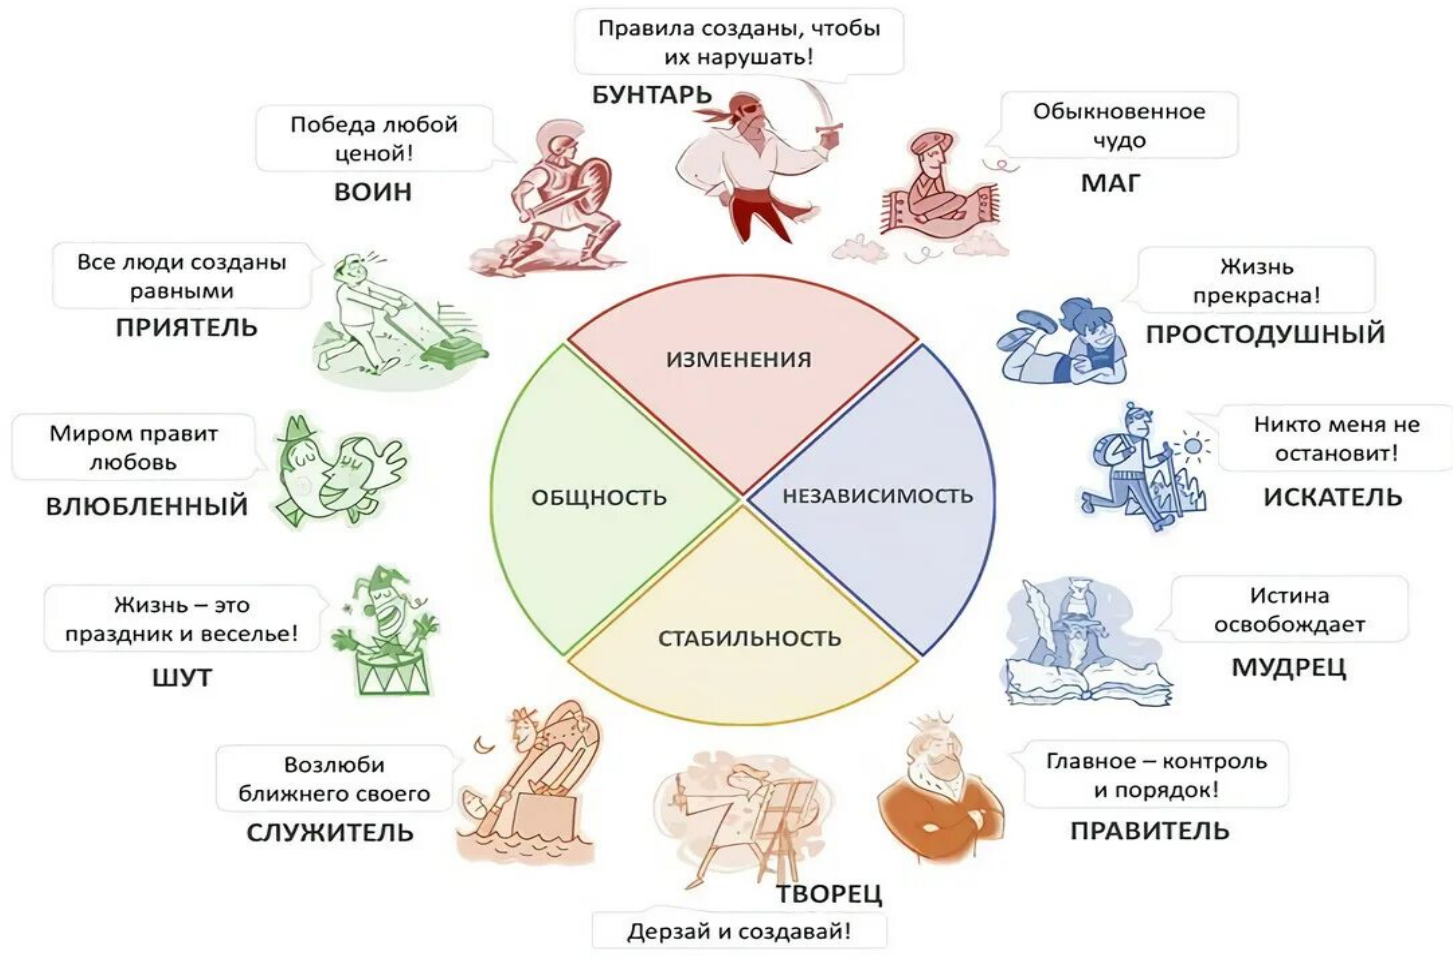 Правила созданы, чтобы
их нарушать!
БУНТАРЬ
Победа любой
ценой!
ВОИН
Обыкновенное
чудо
МАГ
Все люди созданы
равными
ПРИЯТЕЛЬ
Жизнь
прекрасна!
ПРОСТОДУШНЫЙ
ИЗМЕНЕНИЯ
Миром правит
любовь
ВЛЮБЛЕННЫЙ
Никто меня не
остановит!
ИСКАТЕЛЬ
ОБЩНОСТЬ
НЕЗАВИСИМОСТЬ
Жизнь – это
праздник и веселье!
ШУТ
Истина
освобождает
МУДРЕЦ
СТАБИЛЬНОСТЬ
Возлюби
ближнего своего
СЛУЖИТЕЛЬ
Главное – контроль
и порядок!
ПРАВИТЕЛЬ
ТВОРЕЦ
Дерзай и создавай!